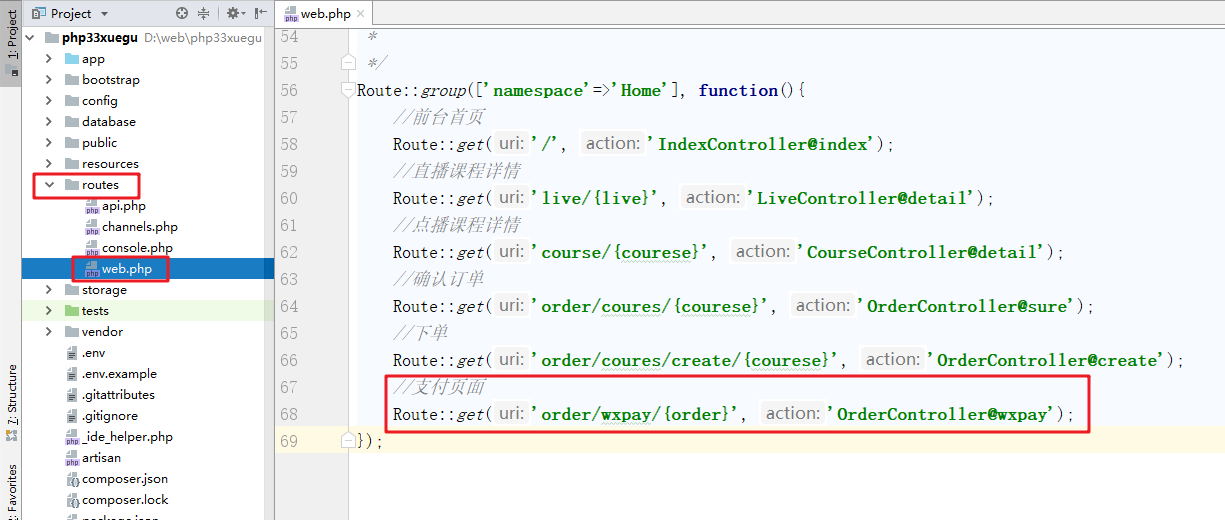 1: Project
7: Structure
2: Favorites
Project
php33xuegu D:\web\php33xuegu
app
bootstrap
config
database
public
resources
routes
api.php
channels.php
console.php
web.php
storage
tests
vendor
.env
.env.example
.gitattributes
.gitignore
_ide_helper.php
artisan
composer.json
composer.lock
package.json
web.php
54 *
55 */
56 Route::group(['namespace'=>'Home'], function(){
57 //前台首页
58 Route::get( uri: '/', action: 'IndexController@index');
59 //直播课程详情
60 Route::get( uri: 'live/{live}', action: 'LiveController@detail');
61 //点播课程详情
62 Route::get( uri: 'course/{courese}', action: 'CourseController@detail');
63 //确认订单
64 Route::get( uri: 'order/coures/{courese}', action: 'OrderController@sure');
65 //下单
66 Route::get( uri: 'order/coures/create/{courese}', action: 'OrderController@create');
67 //支付页面
68 Route::get( uri: 'order/wxpay/{order}', action: 'OrderController@wxpay');
69 });